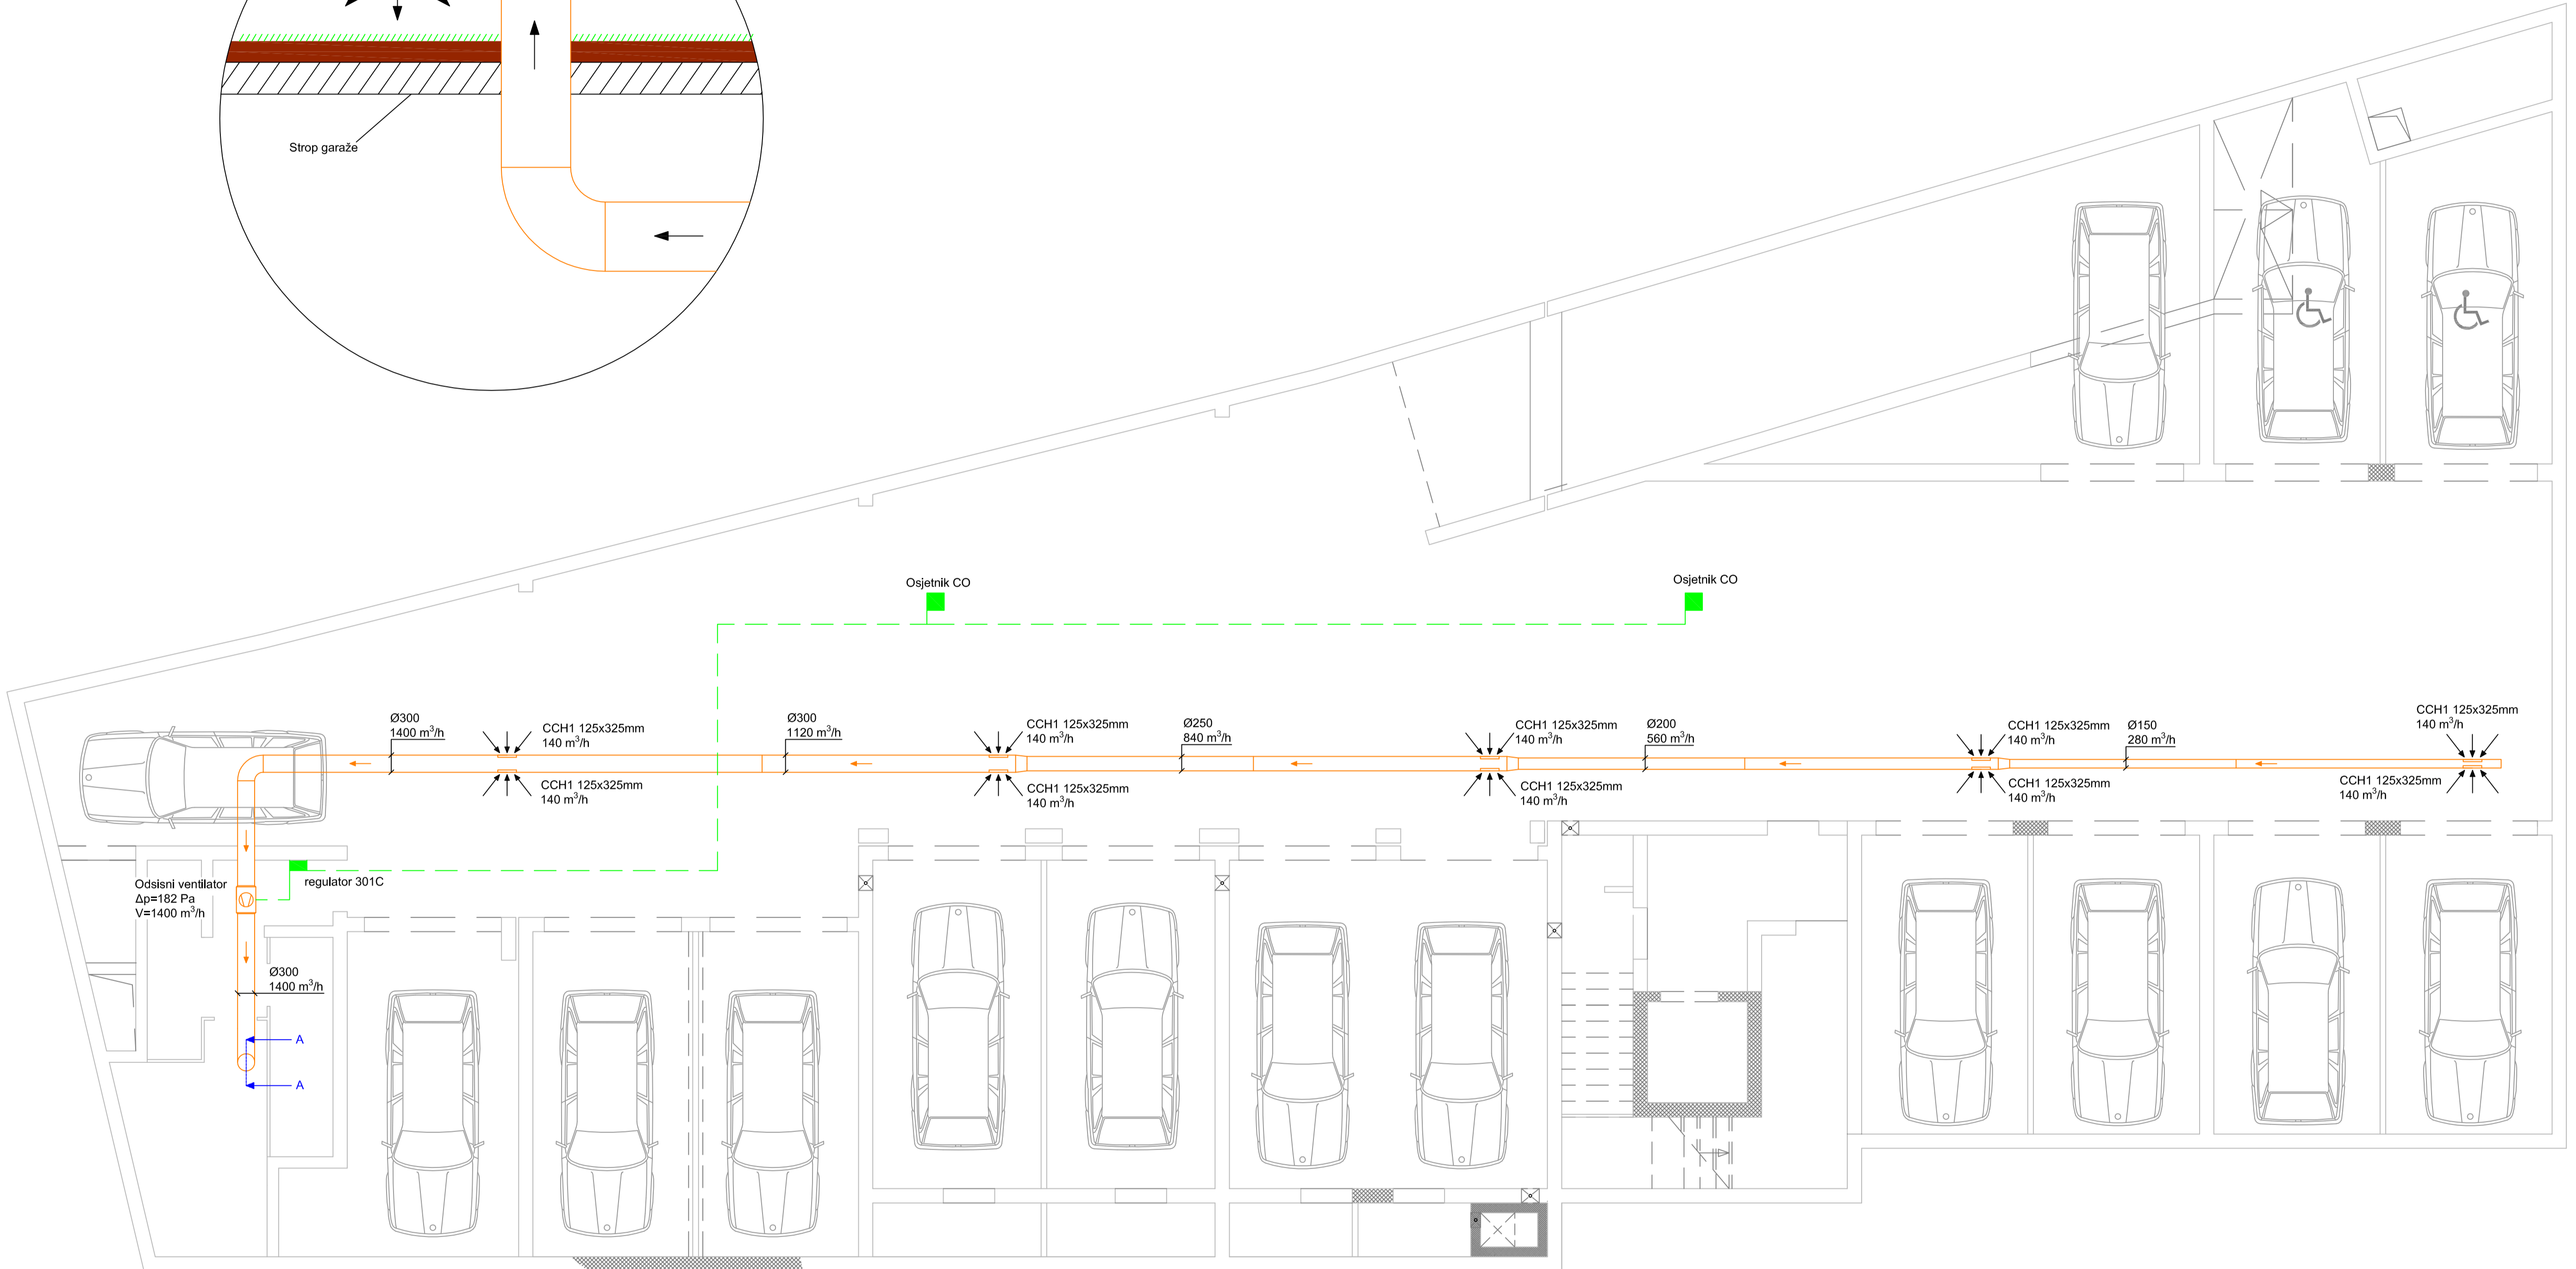 Strop garaže
Osjetnik CO
Osjetnik CO
Ø300
1400 m³/h
CCH1 125x325mm
140 m³/h
CCH1 125x325mm
140 m³/h
Ø300
1120 m³/h
CCH1 125x325mm
140 m³/h
CCH1 125x325mm
140 m³/h
Ø250
840 m³/h
CCH1 125x325mm
140 m³/h
CCH1 125x325mm
140 m³/h
Ø200
560 m³/h
CCH1 125x325mm
140 m³/h
CCH1 125x325mm
140 m³/h
Ø150
280 m³/h
CCH1 125x325mm
140 m³/h
CCH1 125x325mm
140 m³/h
regulator 301C
Odsisni ventilator
Δp=182 Pa
V=1400 m³/h
Ø300
1400 m³/h
A
A